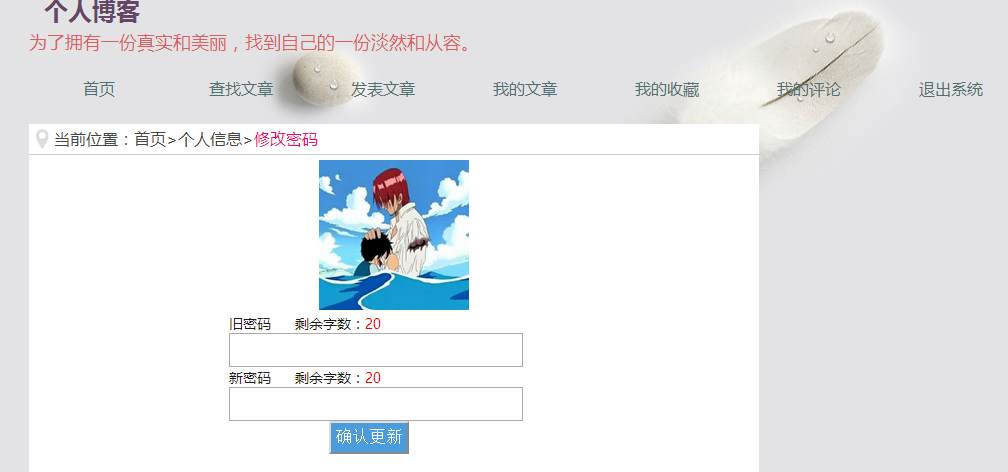 个人博客
为了拥有一份真实和美丽，找到自己的一份淡然和从容。
首页 查找文章 发表文章 我的文章 我的收藏 我的评论 退出系统
当前位置：首页>个人信息>修改密码
旧密码 剩余字数：20
新密码 剩余字数：20
确认更新